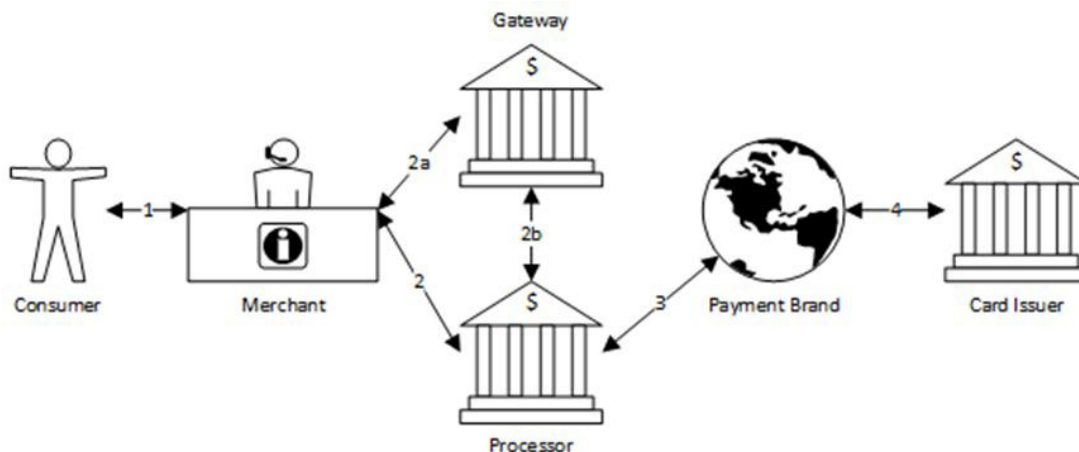 Gateway
$
2a
1
2b
4
2
Consumer
Merchant
$
3
Payment Brand
$
Card Issuer
Processor